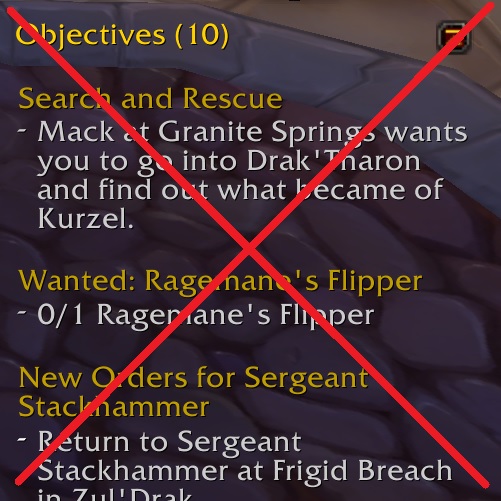 Objectives (10)
Search and Rescue
- Mack at Granite Springs wants
you to go into Drak'Tharon
and find out what became of
Kurzel.
Wanted: Ragemane's Flipper
- 0/1 Ragemane's Flipper
New Orders for Sergeant
Stackhammer
- Return to Sergeant
Stackhammer at Frigid Breach
in Zul'Drak